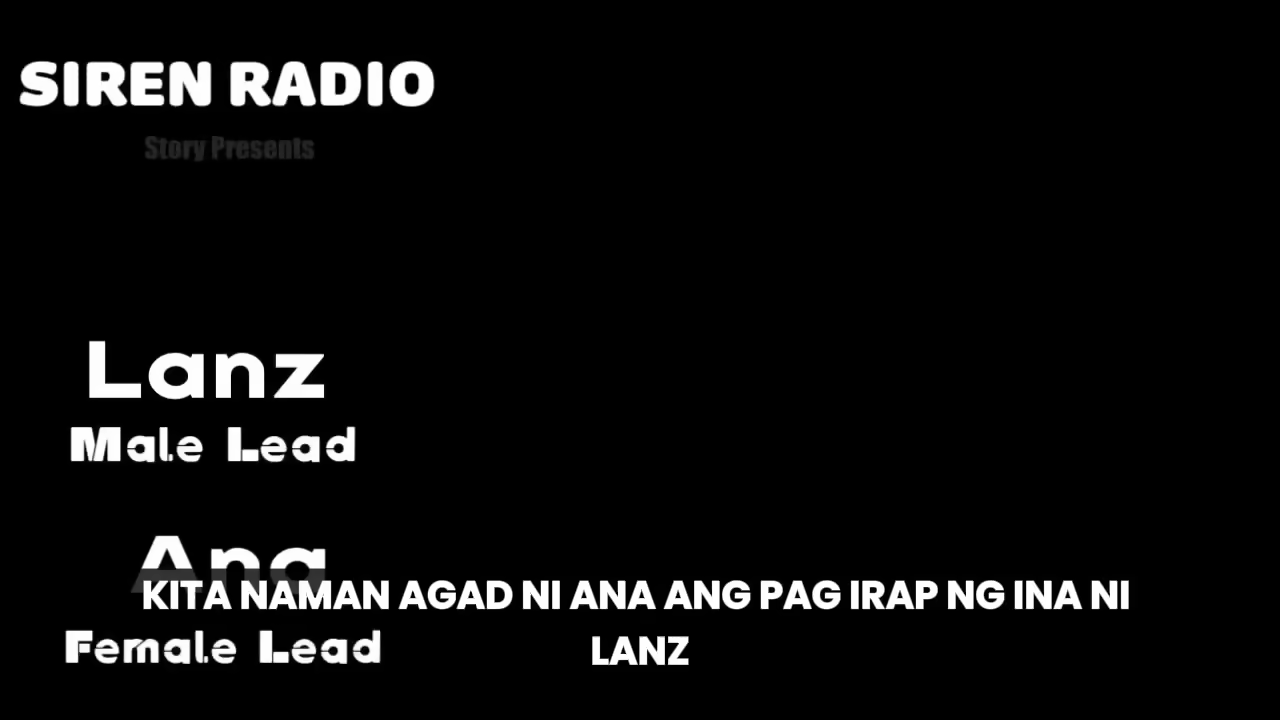 SIREN RADIO
Story Presents
Lanz
Male Lead
Ana
KITA NAMAN AGAD NI ANA ANG PAG IRAP NG INA NI
LANZ
Female Lead